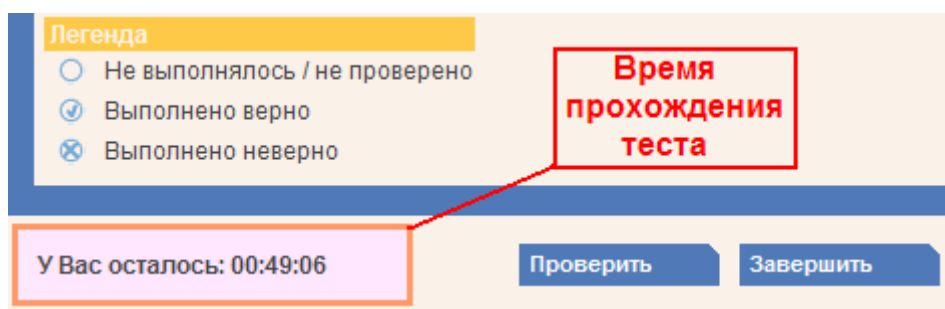 Легенда
Не выполнялось / не проверено
Выполнено верно
Выполнено неверно
Время
прохождения
теста
У Вас осталось: 00:49:06
Проверить
Завершить